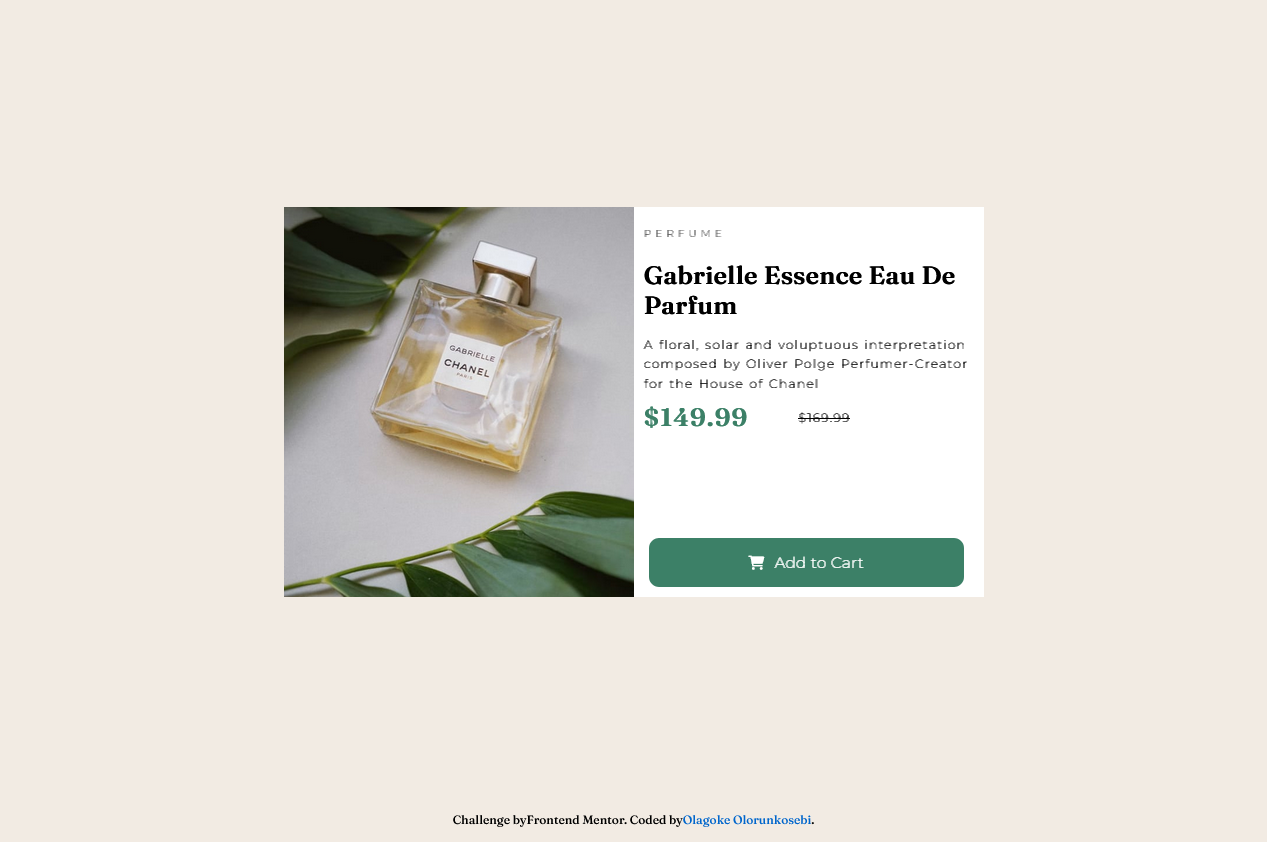 GABRIELLE
CHANEL
PARIS
PERFUME
Gabrielle Essence Eau De
Parfum
A floral, solar and voluptuous interpretation
composed by Oliver Polge Perfumer-Creator
for the House of Chanel
$149.99 $169.99
Add to Cart
Challenge byFrontend Mentor. Coded byOlagoke Olorunkosebi.